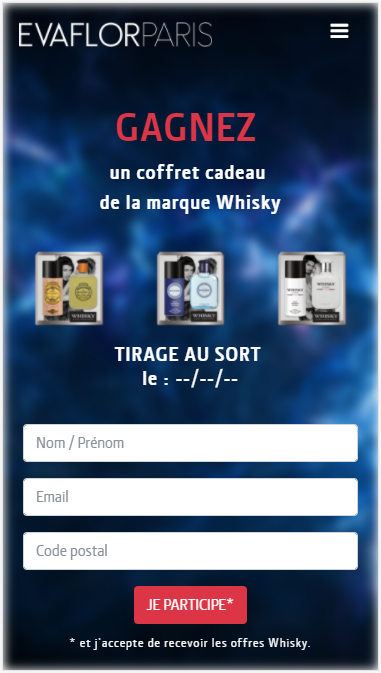 EVAFLORPARIS
GAGNEZ
un coffret cadeau
de la marque Whisky
WHISKY
WHISKY
WHISKY
TIRAGE AU SORT
le : --/--/--
Nom / Prénom
Email
Code postal
JE PARTICIPE*
* et j'accepte de recevoir les offres Whisky.